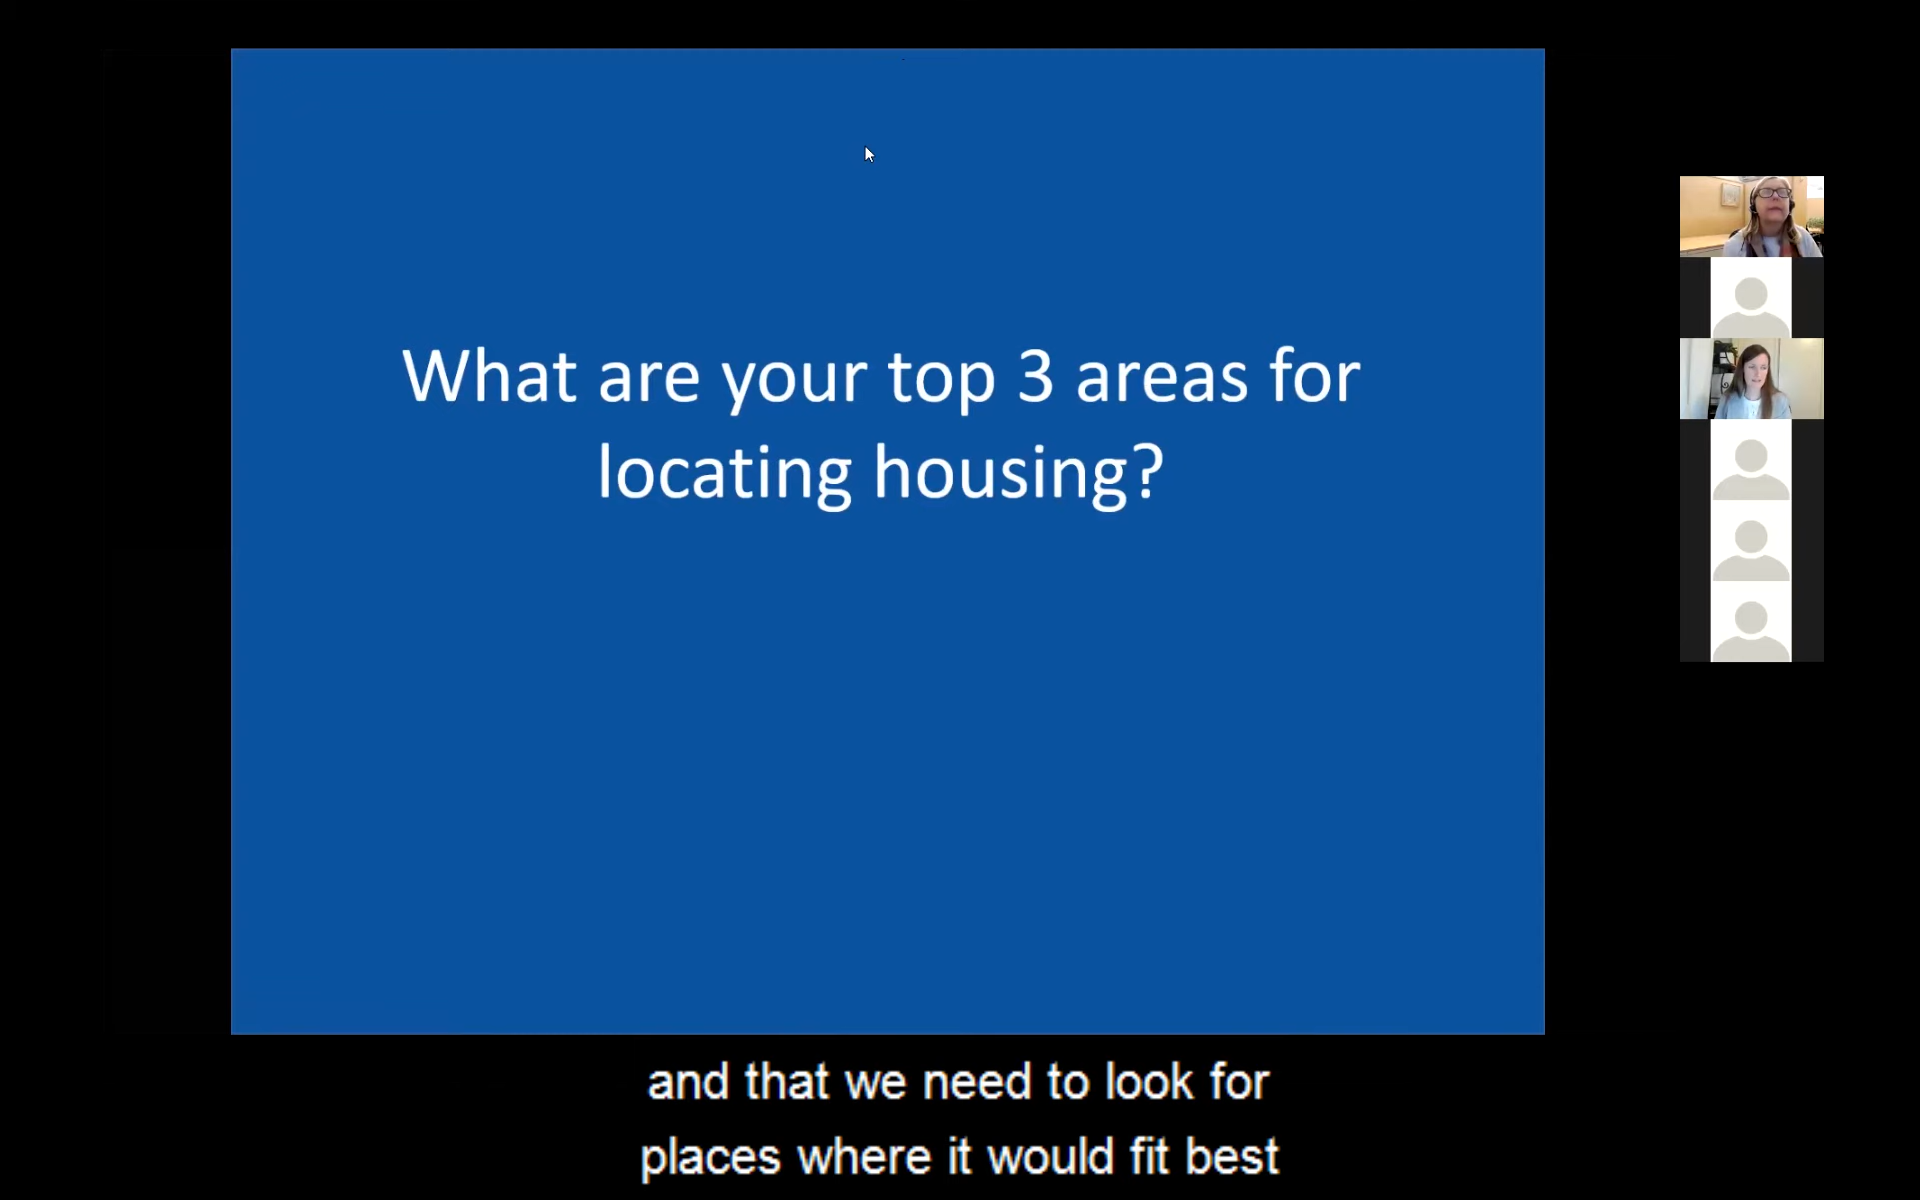 What are your top 3 areas for
locating housing?
and that we need to look for
places where it would fit best